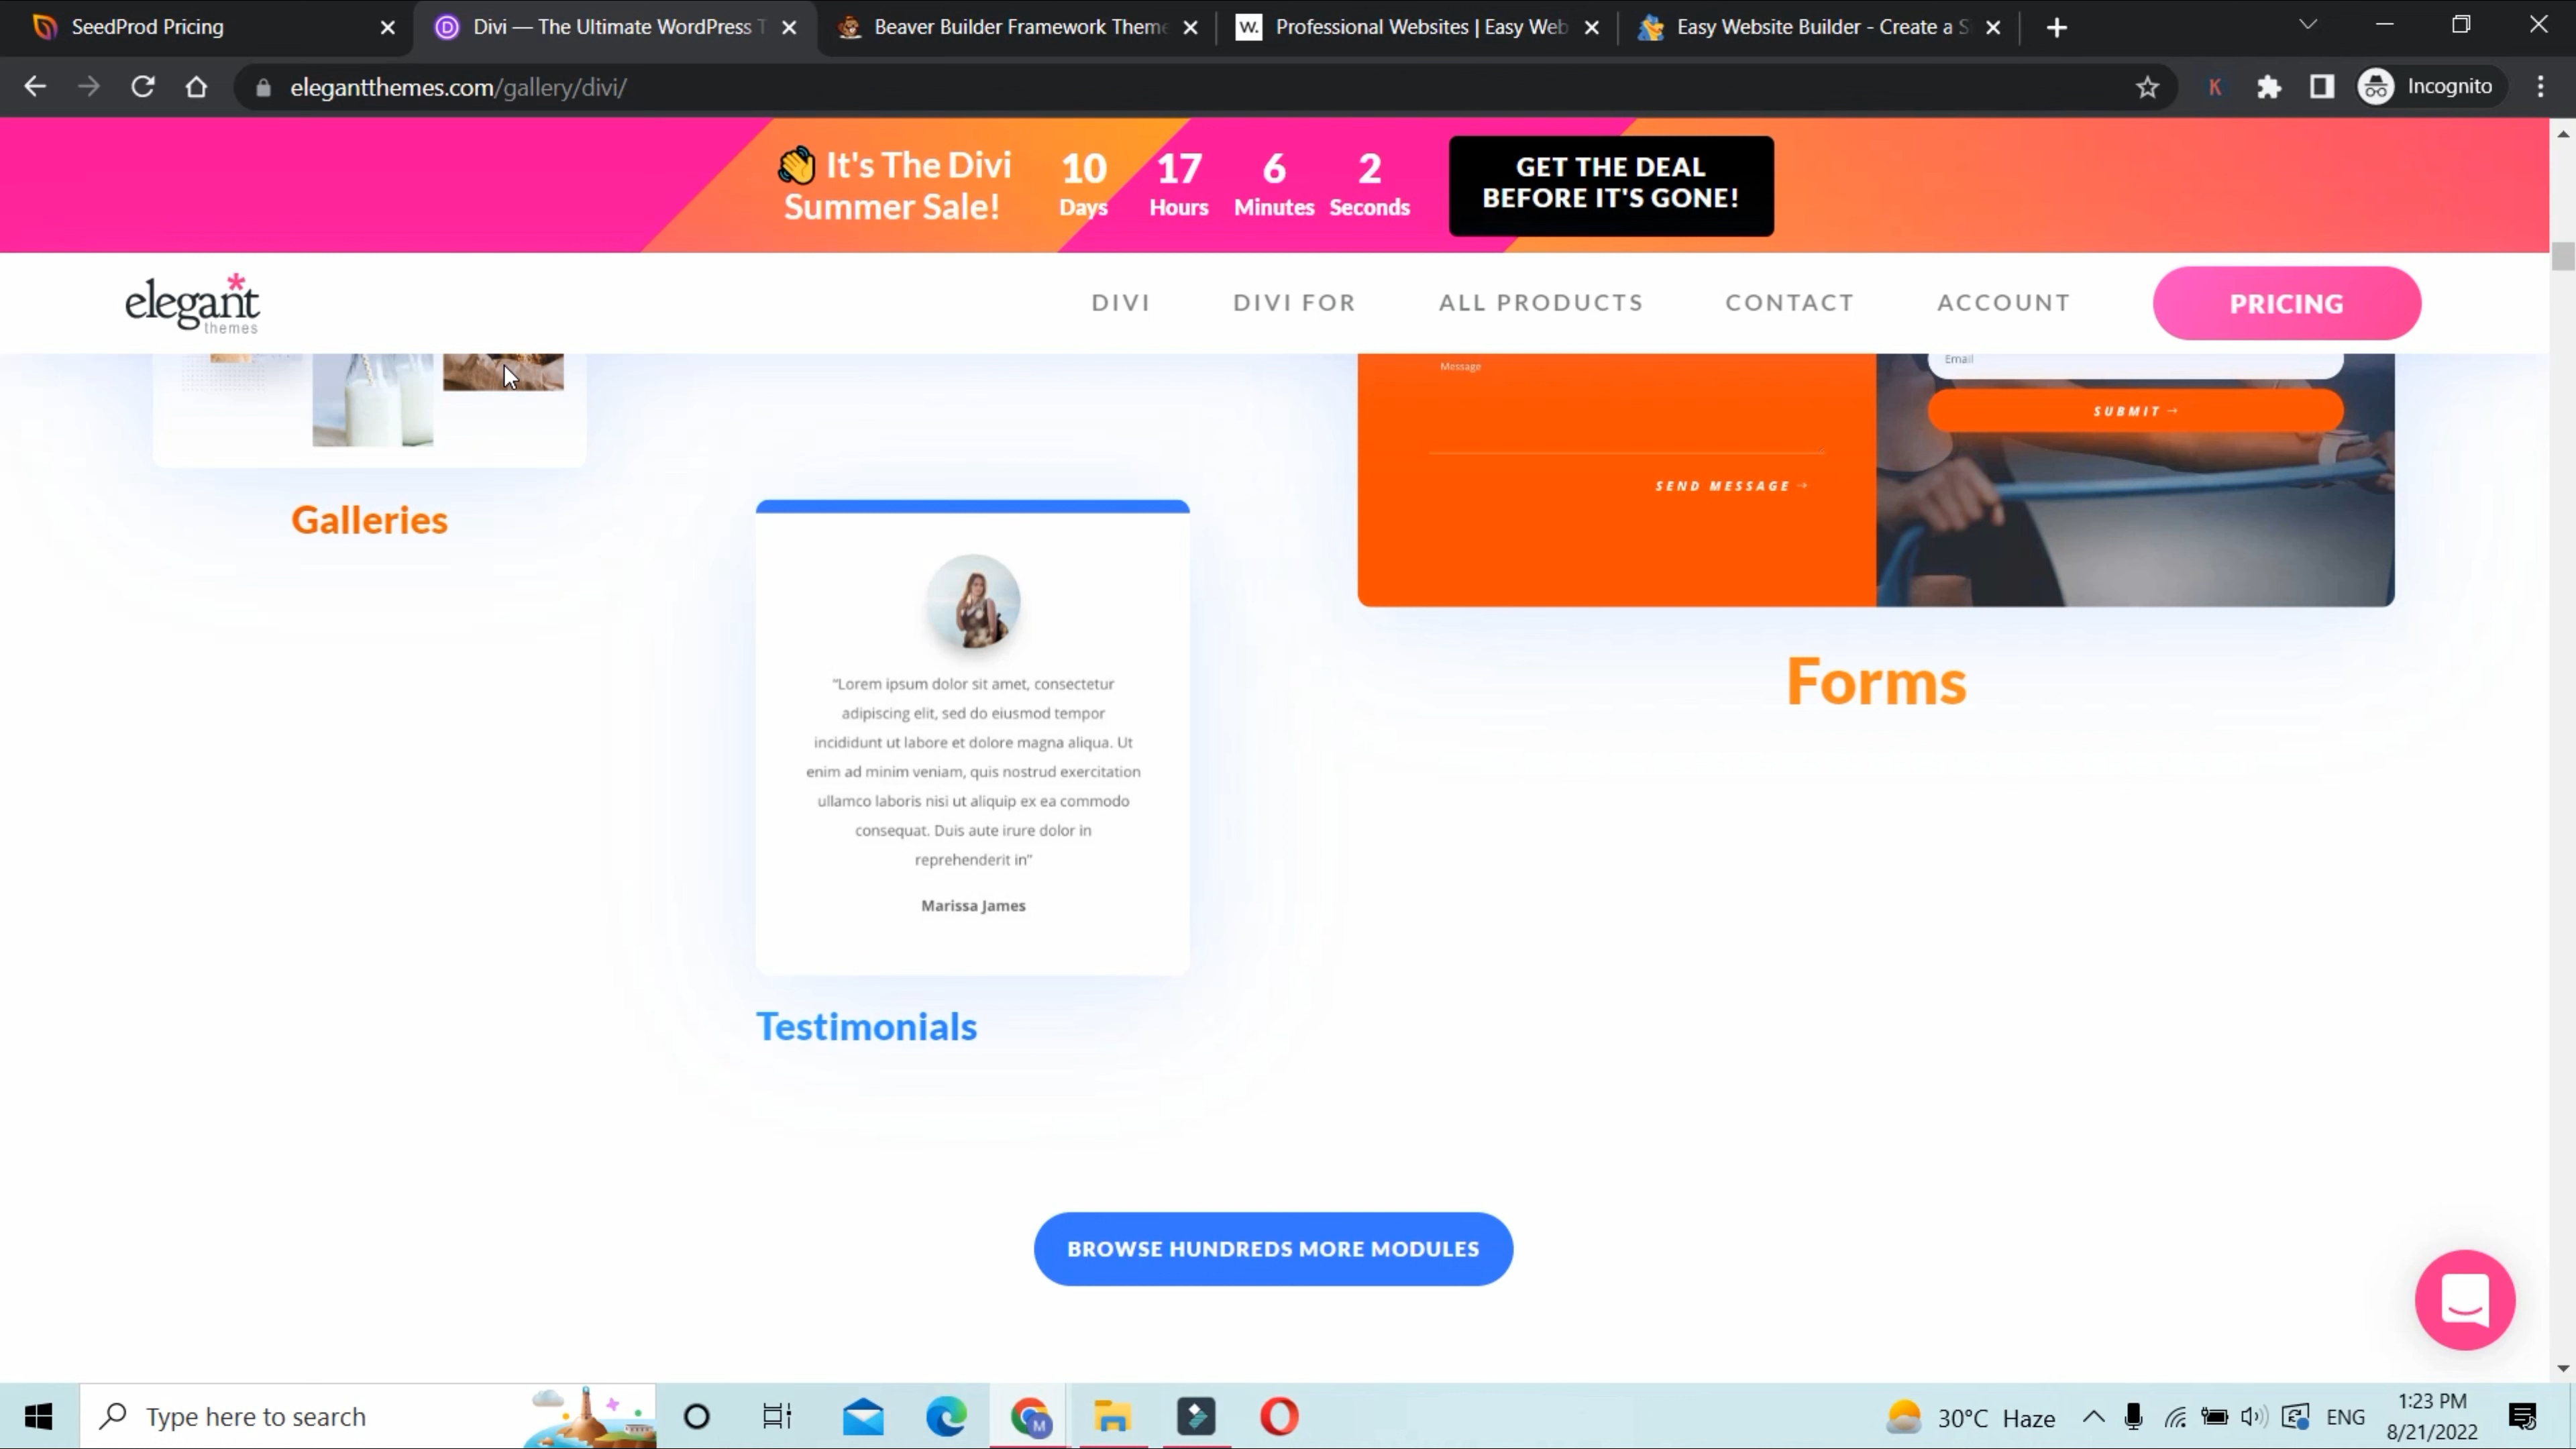 SeedProd Pricing
Divi — The Ultimate WordPress T
Beaver Builder Framework Theme
W.
Professional Websites | Easy Web
Easy Website Builder - Create a S
elegantthemes.com/gallery/divi/
K
Incognito
👋 It's The Divi
Summer Sale!
10
Days
17
Hours
6
Minutes
2
Seconds
GET THE DEAL
BEFORE IT'S GONE!
elegant
themes
DIVI
DIVI FOR
ALL PRODUCTS
CONTACT
ACCOUNT
PRICING
Message
Email
SUBMIT →
SEND MESSAGE →
Galleries
Forms
“Lorem ipsum dolor sit amet, consectetur
adipiscing elit, sed do eiusmod tempor
incididunt ut labore et dolore magna aliqua. Ut
enim ad minim veniam, quis nostrud exercitation
ullamco laboris nisi ut aliquip ex ea commodo
consequat. Duis aute irure dolor in
reprehenderit in”
Marissa James
Testimonials
BROWSE HUNDREDS MORE MODULES
Type here to search
M
30°C Haze
ENG
1:23 PM
8/21/2022